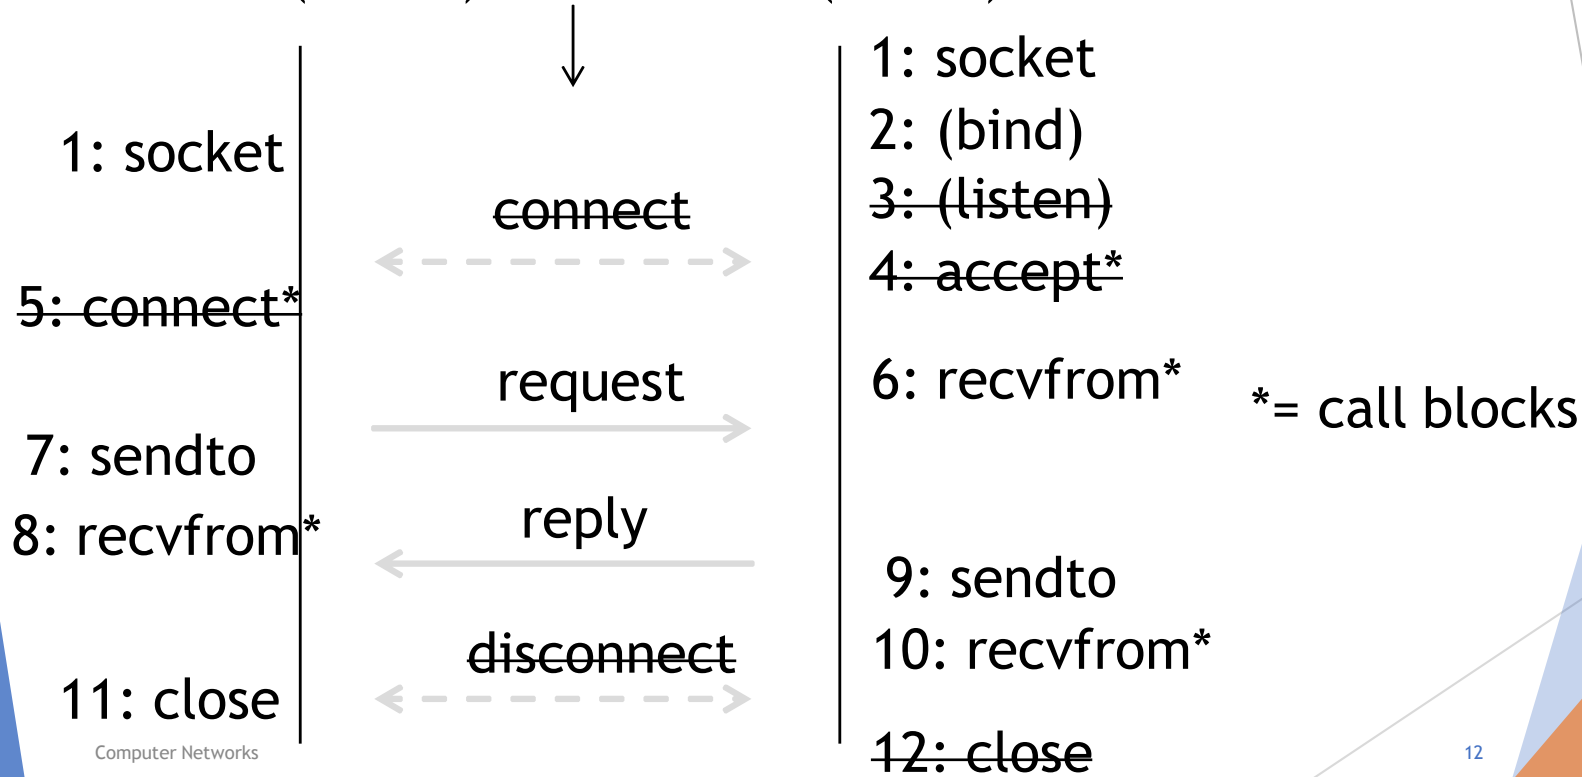 1: socket
2: (bind)
1: socket
3: (listen)
connect
4: accept*
5: connect*
request
6: recvfrom*
*= call blocks
7: sendto
reply
8: recvfrom*
9: sendto
disconnect
10: recvfrom*
11: close
12: close
Computer Networks
12